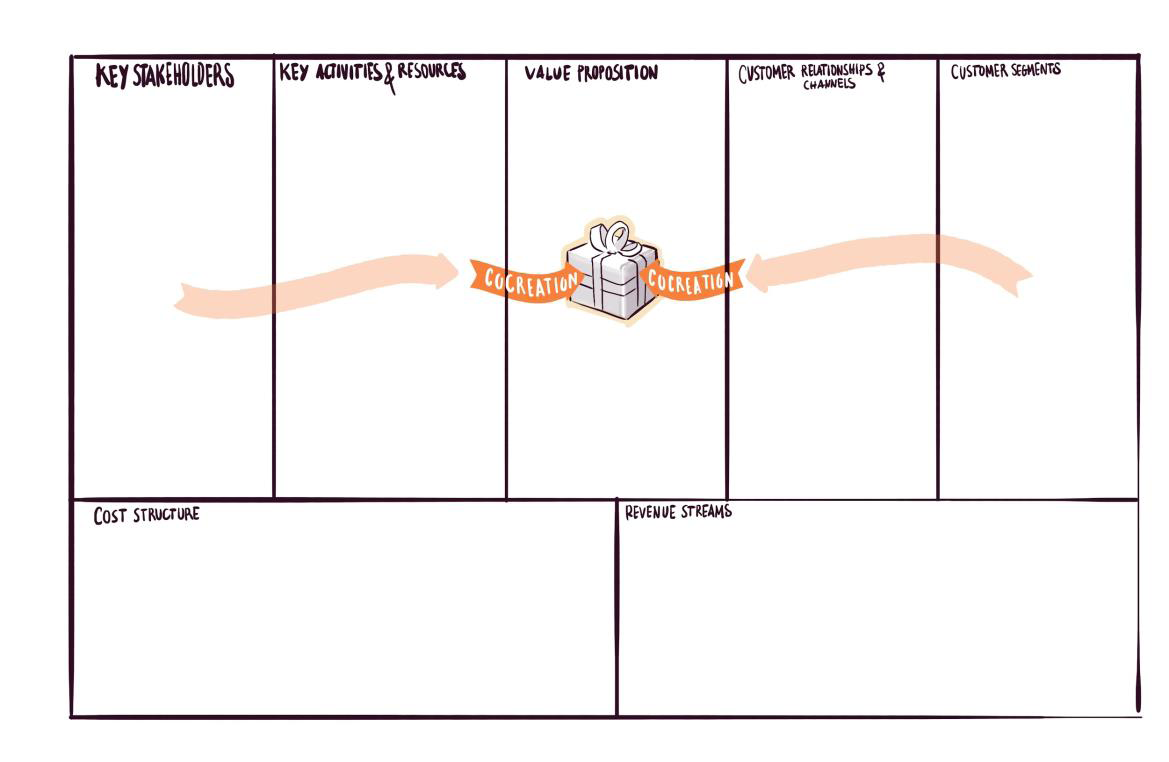 KEY STAKEHOLDERS
KEY ACTIVITIES & RESOURCES
VALUE PROPOSITION
CUSTOMER RELATIONSHIPS &
CHANNELS
CUSTOMER SEGMENTS
COCREATION
COCREATION
COST STRUCTURE
REVENUE STREAMS